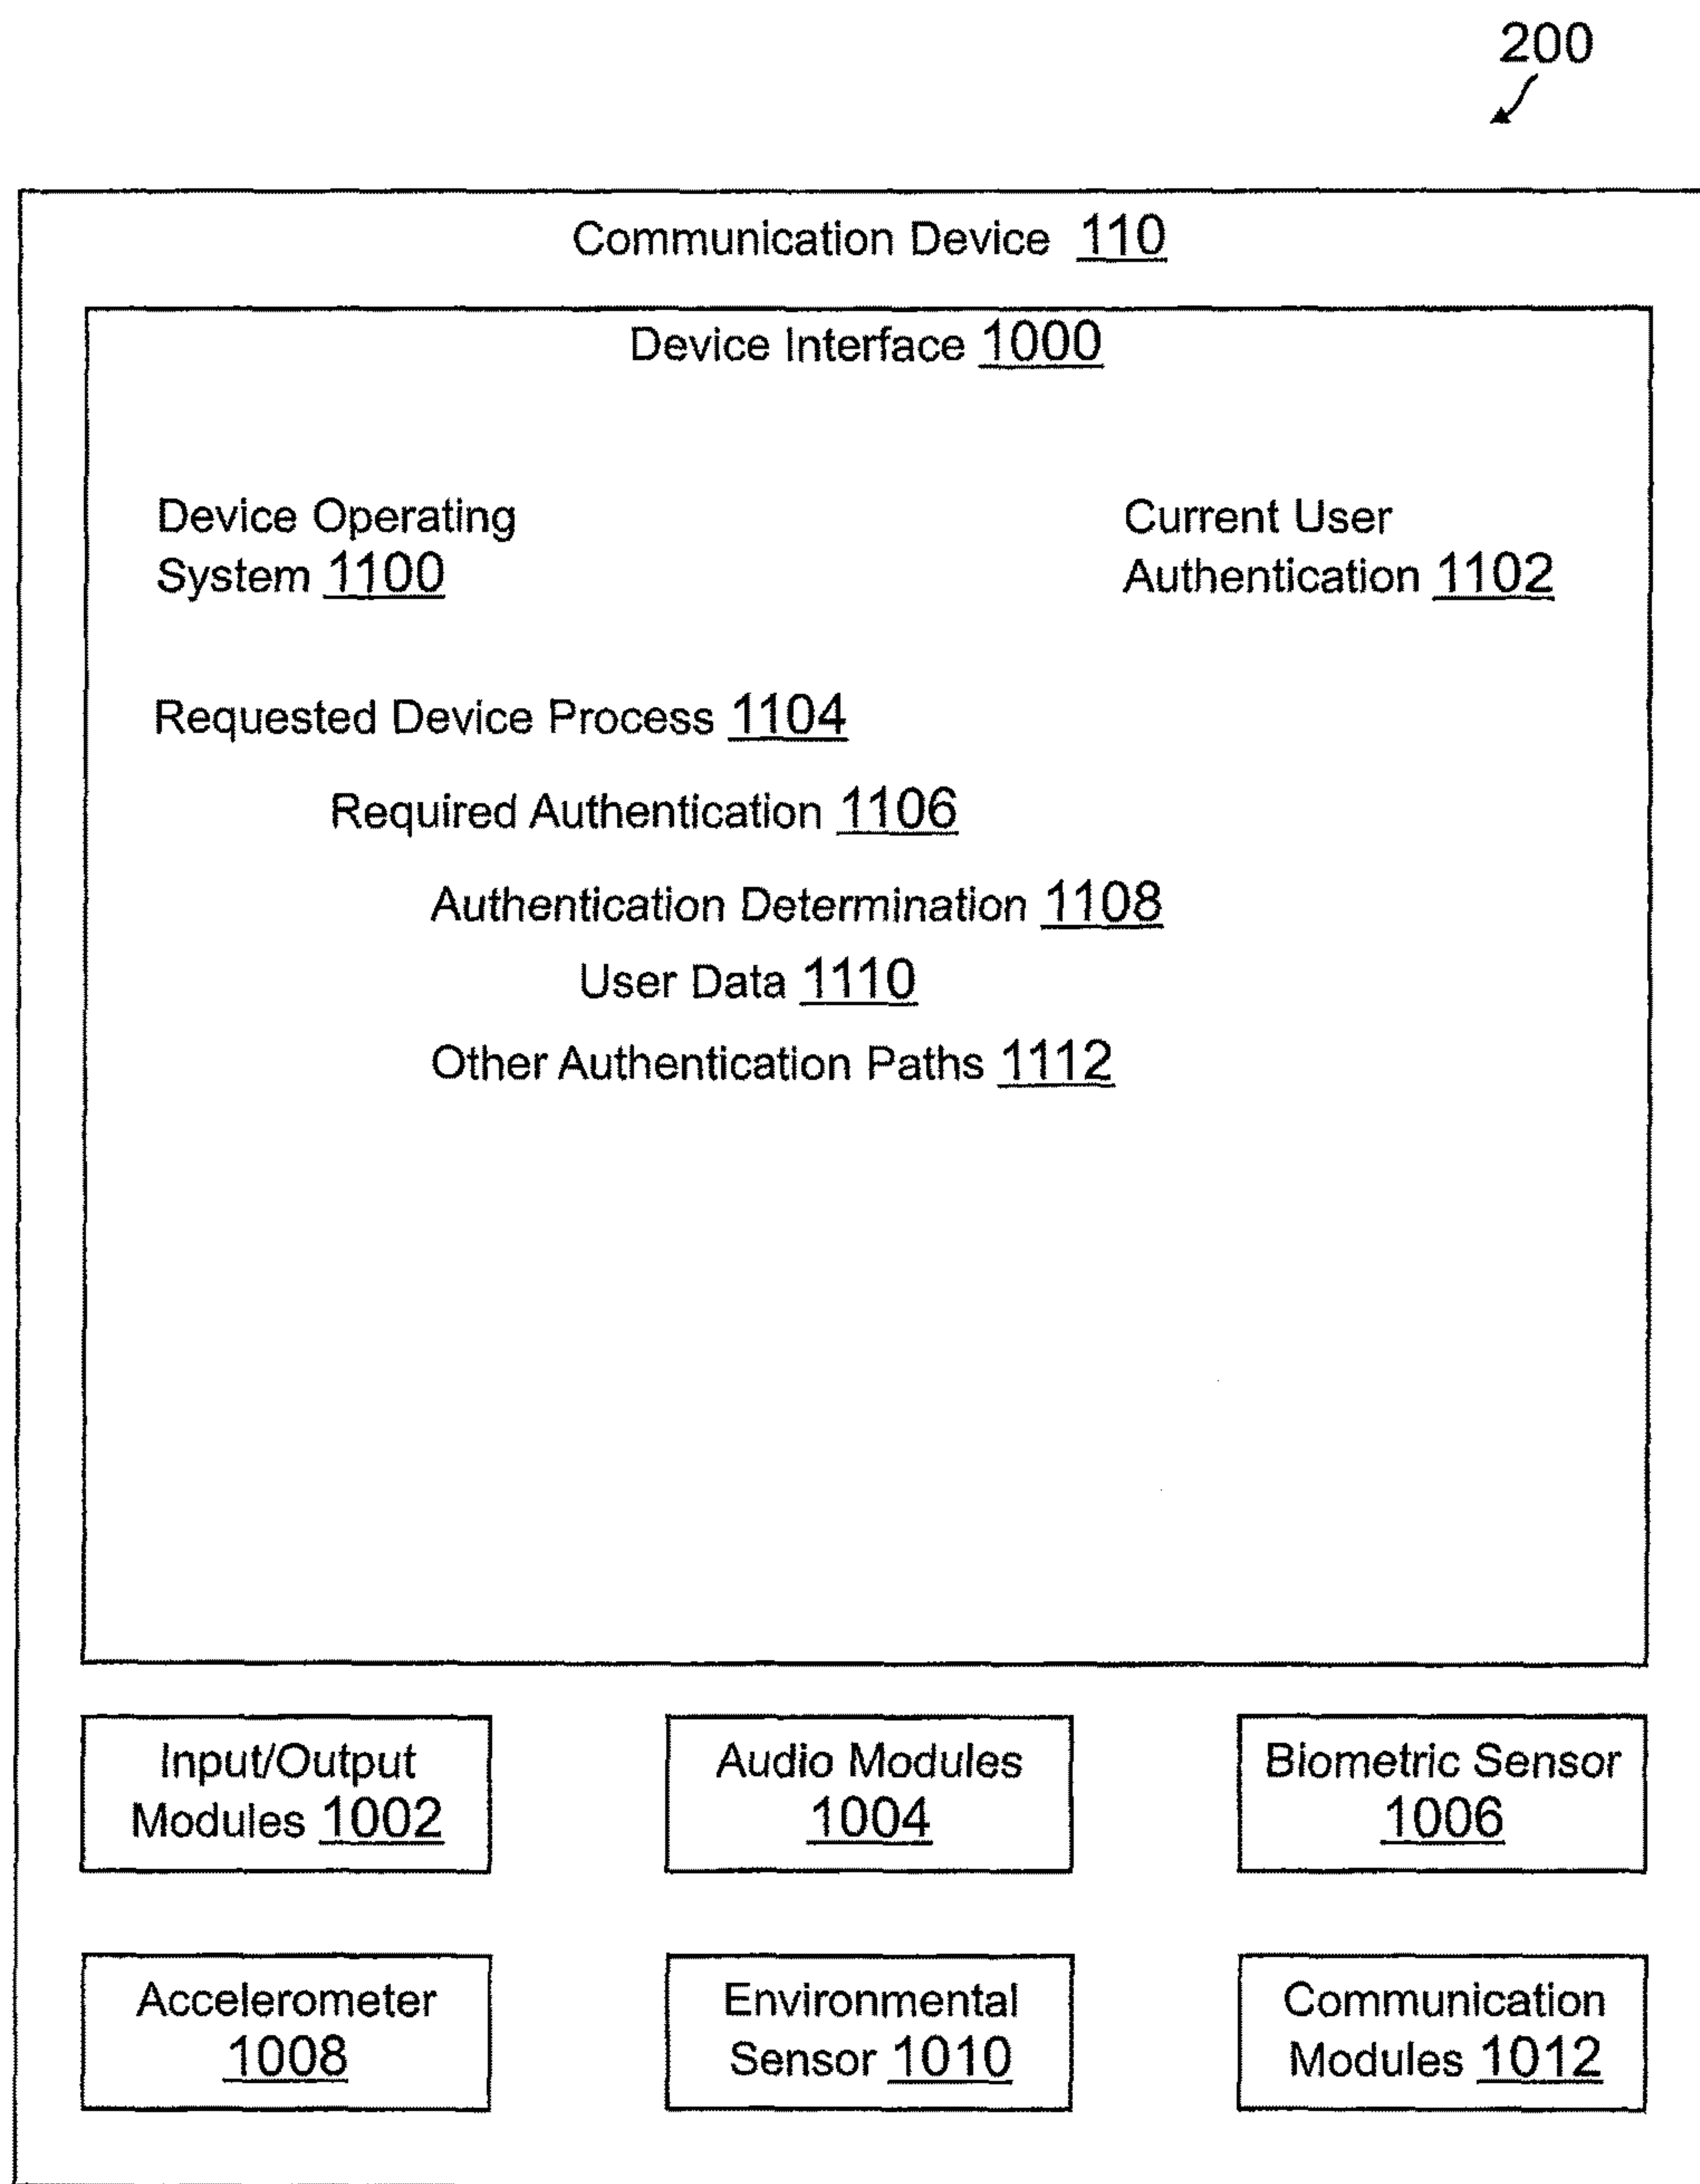 200
Communication Device 110
Device Interface 1000
Device Operating
System 1100
Current User
Authentication 1102
Requested Device Process 1104
Required Authentication 1106
Authentication Determination 1108
User Data 1110
Other Authentication Paths 1112
Input/Output
Modules 1002
Audio Modules
1004
Biometric Sensor
1006
Accelerometer
1008
Environmental
Sensor 1010
Communication
Modules 1012